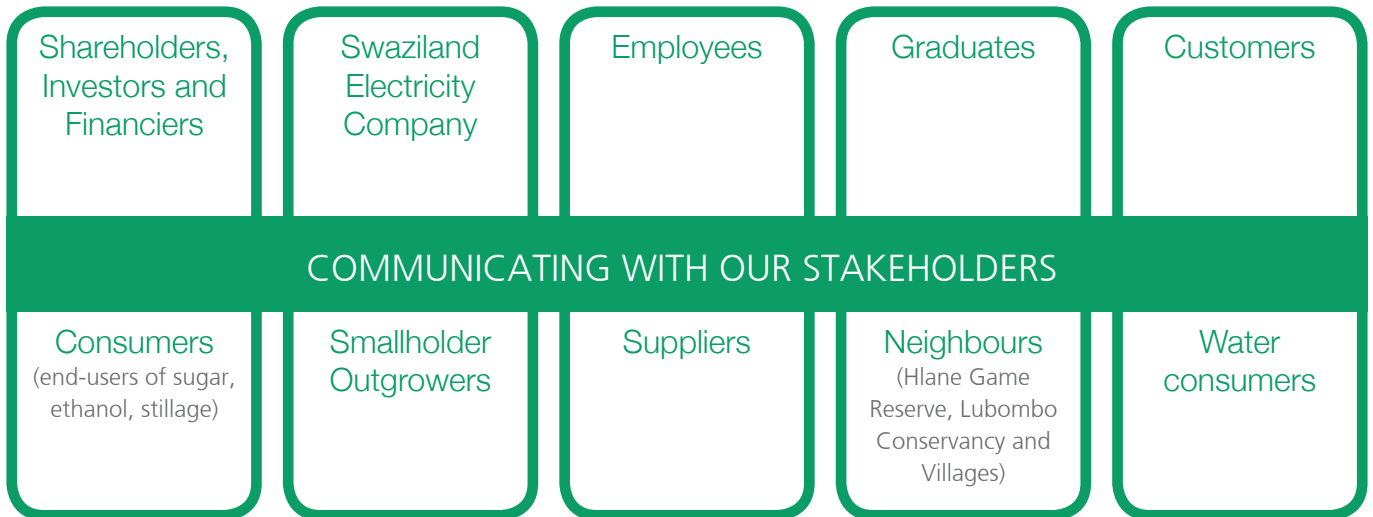 Shareholders,
Investors and
Financiers
Swaziland
Electricity
Company
Employees
Graduates
Customers
COMMUNICATING WITH OUR STAKEHOLDERS
Consumers
(end-users of sugar,
ethanol, stillage)
Smallholder
Outgrowers
Suppliers
Neighbours
(Hlane Game
Reserve, Lubombo
Conservancy and
Villages)
Water
consumers